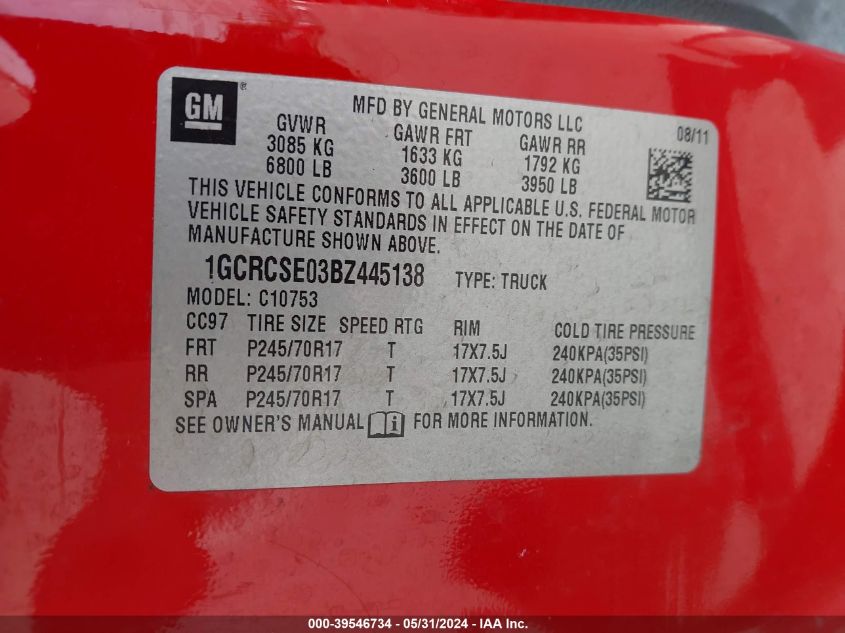 GM®
MFD BY GENERAL MOTORS LLC
08/11
GVWR GAWR FRT GAWR RR
3085 KG 1633 KG 1792 KG
6800 LB 3600 LB 3950 LB
THIS VEHICLE CONFORMS TO ALL APPLICABLE U.S. FEDERAL MOTOR
VEHICLE SAFETY STANDARDS IN EFFECT ON THE DATE OF
MANUFACTURE SHOWN ABOVE.
1GCRCSE03BZ445138 TYPE: TRUCK
MODEL: C10753
CC97 TIRE SIZE SPEED RTG RIM COLD TIRE PRESSURE
FRT P245/70R17 T 17X7.5J 240KPA(35PSI)
RR P245/70R17 T 17X7.5J 240KPA(35PSI)
SPA P245/70R17 T 17X7.5J 240KPA(35PSI)
SEE OWNER'S MANUAL i FOR MORE INFORMATION.
000-39546734 - 05/31/2024 - IAA Inc.